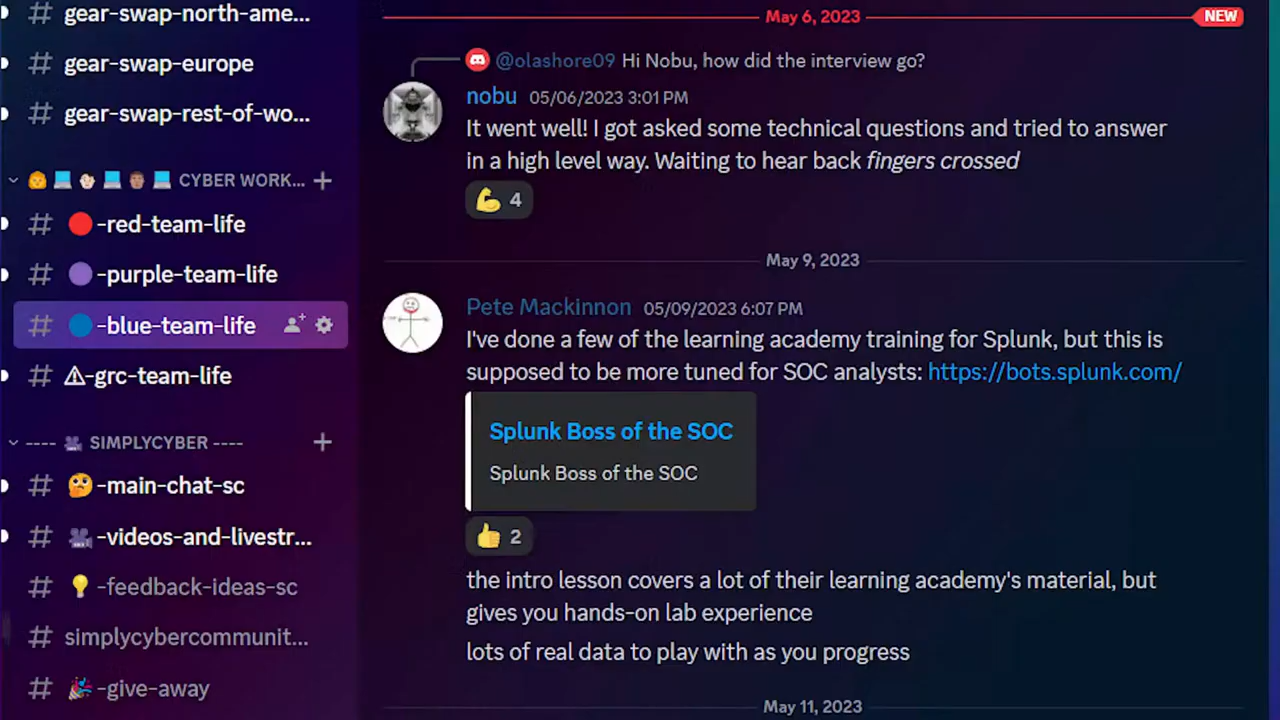 # gear-swap-north-ame...
# gear-swap-europe
# gear-swap-rest-of-wo...
CYBER WORK... +
# -red-team-life
# -purple-team-life
# -blue-team-life
# -grc-team-life
---- SIMPLYCYBER ---- +
# -main-chat-sc
# -videos-and-livestr...
# -feedback-ideas-sc
# simplycybercommunit...
# -give-away
May 6, 2023 NEW
@olashore09 Hi Nobu, how did the interview go?
nobu 05/06/2023 3:01 PM
It went well! I got asked some technical questions and tried to answer
in a high level way. Waiting to hear back fingers crossed
4
May 9, 2023
Pete Mackinnon 05/09/2023 6:07 PM
I've done a few of the learning academy training for Splunk, but this is
supposed to be more tuned for SOC analysts: https://bots.splunk.com/
Splunk Boss of the SOC
Splunk Boss of the SOC
2
the intro lesson covers a lot of their learning academy's material, but
gives you hands-on lab experience
lots of real data to play with as you progress
May 11, 2023